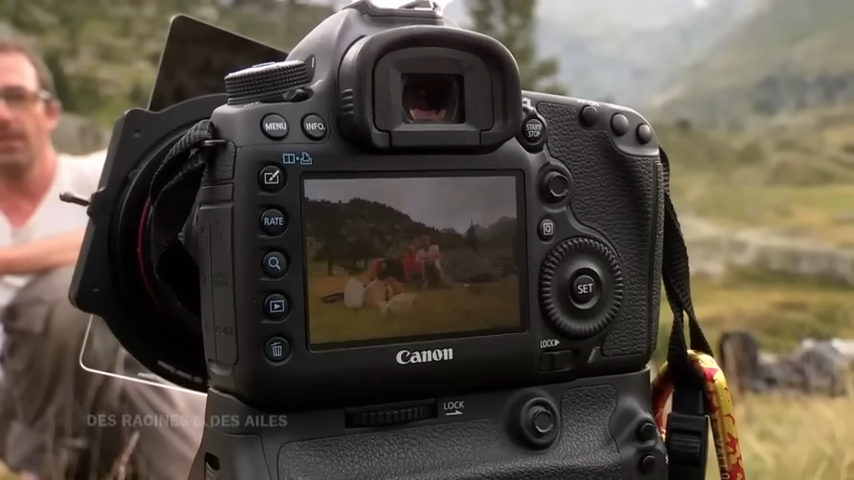 MENU
INFO.
START/
STOP
RATE
Q
SET
LOCK▶
Canon
LOCK
DES RACINES & DES AILES